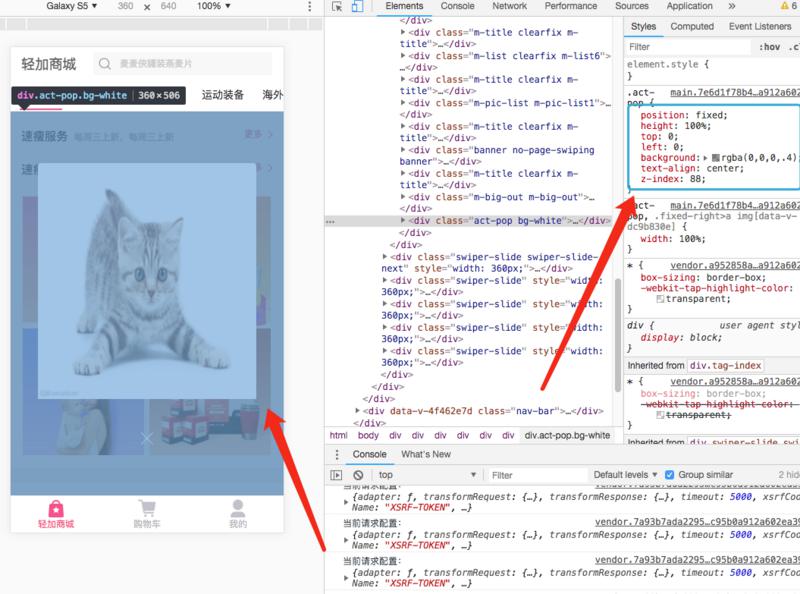 Galaxy S5 ▼ 360 × 640 100% ▼
Elements Console Network Performance Sources Application » 6
轻加商城
麦麦侠罐装燕麦片
div.act-pop.bg-white | 360×506
运动装备 海外
速瘦服务 每周三上新，每周三上新 更多 >
速瘦
轻加商城 购物车 我的
</div>
▶<div class="m-title clearfix m-
title">…</div>
▶<div class="m-list clearfix m-list6">
…</div>
▶<div class="m-title clearfix m-
title">…</div>
▶<div class="m-pic-list m-pic-list1">…
</div>
▶<div class="m-title clearfix m-
title">…</div>
▶<div class="banner no-page-swiping
banner">…</div>
▶<div class="m-title clearfix m-
title">…</div>
▶<div class="m-big-out m-big-out">…
</div>
… ▶<div class="act-pop bg-white">…</div>
</div>
</div>
▶<div class="swiper-slide swiper-slide-
next" style="width: 360px;">…</div>
▶<div class="swiper-slide" style="width:
360px;">…</div>
▶<div class="swiper-slide" style="width:
360px;">…</div>
▶<div class="swiper-slide" style="width:
360px;">…</div>
▶<div class="swiper-slide" style="width:
360px;">…</div>
</div>
</div>
</div>
▶<div data-v-4f462e7d class="nav-bar">…</div>
</div>
html body div div div div div div div.act-pop.bg-white
Styles Computed Event Listeners
Filter :hov .c
element.style {
}
.act- main.7e6d1f78b4…a912a602
pop {
position: fixed;
height: 100%;
top: 0;
left: 0;
background:▶ rgba(0,0,0,.4);
text-align: center;
z-index: 88;
}
.act- main.7e6d1f78b4…a912a602
pop, .fixed-right>a img[data-v-
dc9b830e] {
width: 100%;
}
* { vendor.a952858a…a912a602
box-sizing: border-box;
-webkit-tap-highlight-color:
transparent;
}
div { user agent style
display: block;
}
Inherited from div.tag-index
* { vendor.a952858a…a912a602
box-sizing: border-box;
-webkit-tap-highlight-color:
transparent;
}
Inherited from div.swiper-slide.sw
Console What's New
top ▼ Filter Default levels ▼ Group similar 2 hid
当前请求配置: vendor.7a93b7ada2295…c95b0a912a602ea39
▶ {adapter: ƒ, transformRequest: {…}, transformResponse: {…}, timeout: 5000, xsrfCoo
Name: "XSRF-TOKEN", …}
当前请求配置: vendor.7a93b7ada2295…c95b0a912a602ea39
▶ {adapter: ƒ, transformRequest: {…}, transformResponse: {…}, timeout: 5000, xsrfCoo
Name: "XSRF-TOKEN", …}
当前请求配置: vendor.7a93b7ada2295…c95b0a912a602ea39
▶ {adapter: ƒ, transformRequest: {…}, transformResponse: {…}, timeout: 5000, xsrfCoo
Name: "XSRF-TOKEN", …}